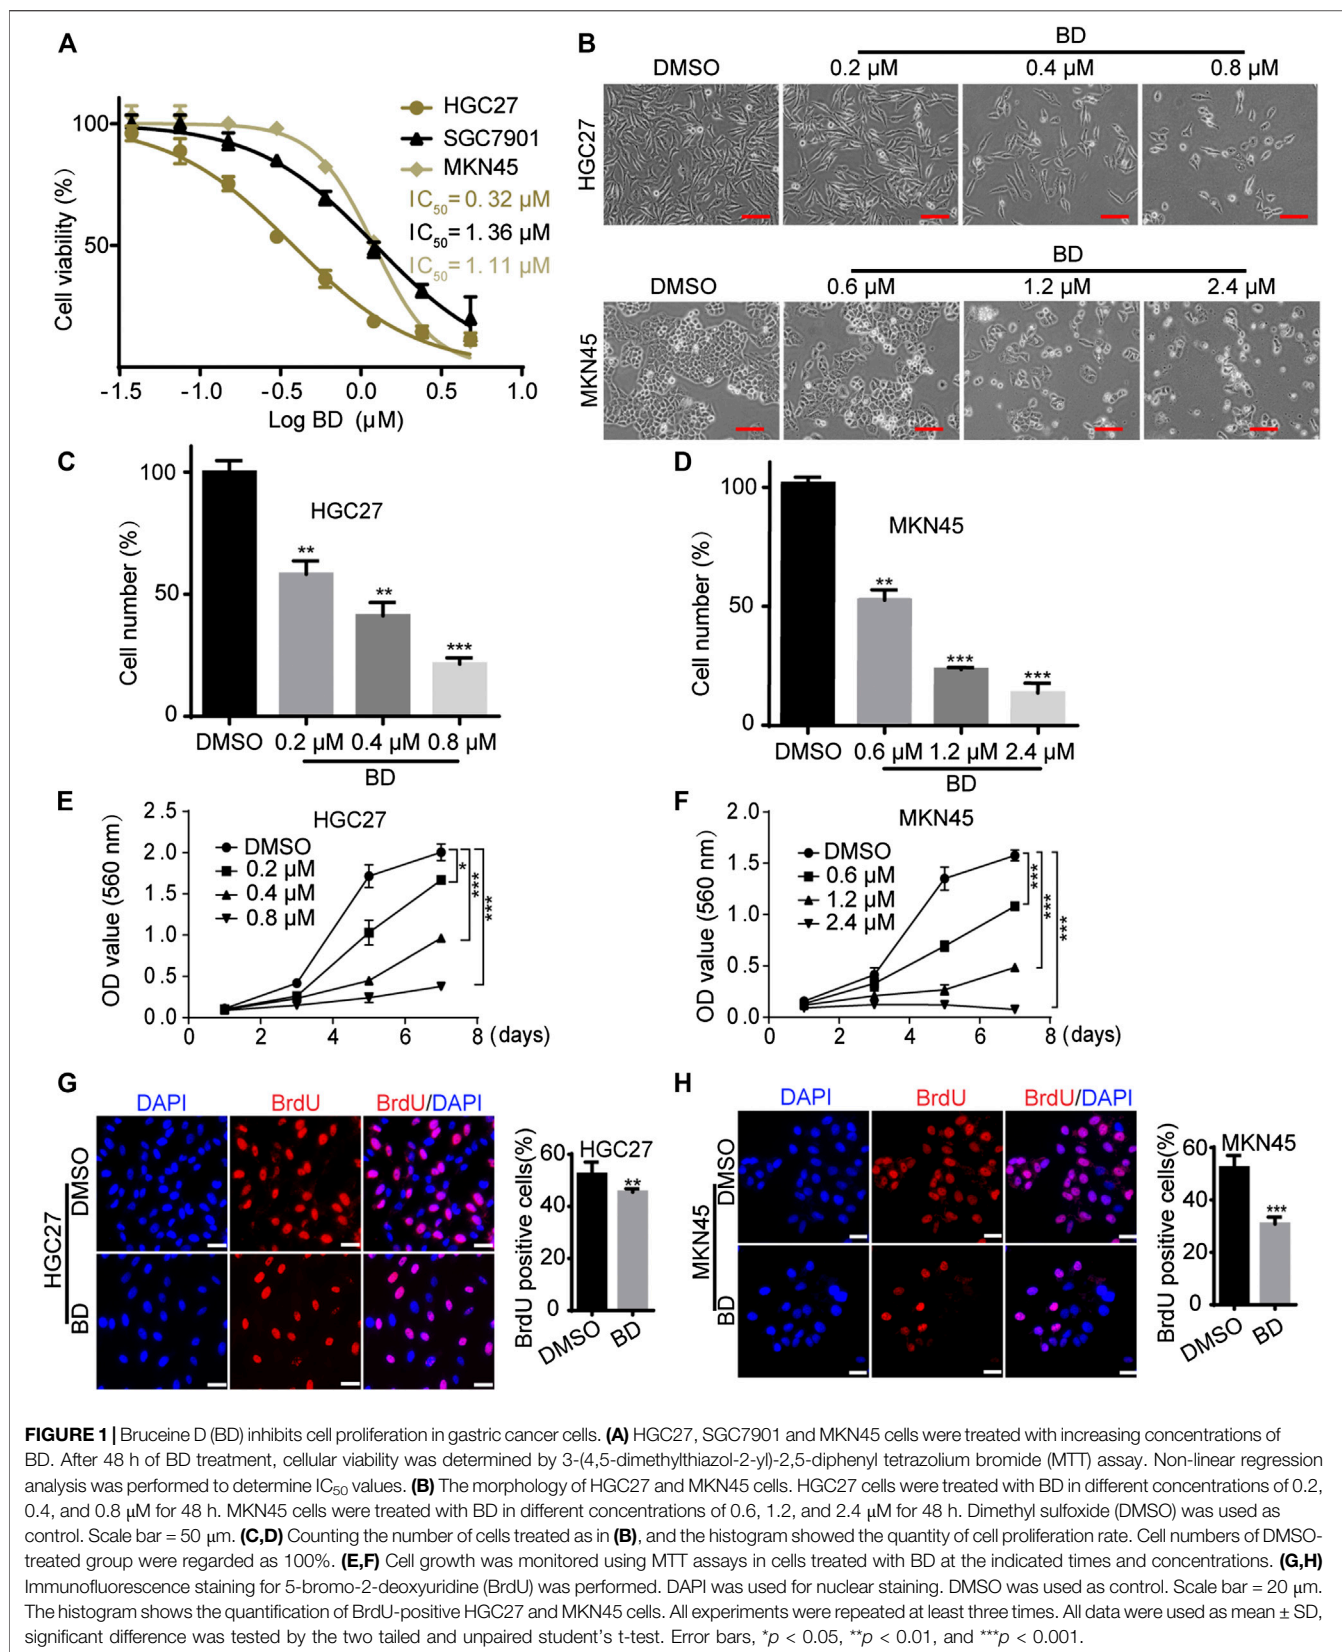 A
100
50
Cell viability (%)
-1.5 -1.0 -0.5 0.0 0.5 1.0
Log BD (μM)
HGC27
SGC7901
MKN45
IC50= 0. 32 μM
IC50= 1. 36 μM
IC50= 1. 11 μM
B
BD
DMSO 0.2 μM 0.4 μM 0.8 μM
HGC27
BD
DMSO 0.6 μM 1.2 μM 2.4 μM
MKN45
C
HGC27
Cell number (%)
100
50
0
** ** ***
DMSO 0.2 μM 0.4 μM 0.8 μM
BD
D
MKN45
Cell number (%)
100
50
0
** *** ***
DMSO 0.6 μM 1.2 μM 2.4 μM
BD
E
HGC27
OD value (560 nm)
2.5
2.0
1.5
1.0
0.5
0.0
DMSO
0.2 μM
0.4 μM
0.8 μM
* *** ***
0 2 4 6 8 (days)
F
MKN45
OD value (560 nm)
2.0
1.5
1.0
0.5
0.0
DMSO
0.6 μM
1.2 μM
2.4 μM
*** *** ***
0 2 4 6 8 (days)
G
DAPI BrdU BrdU/DAPI
HGC27
DMSO
BD
HGC27
BrdU positive cells(%)
60
40
20
0
**
DMSO BD
H
DAPI BrdU BrdU/DAPI
MKN45
DMSO
BD
MKN45
BrdU positive cells(%)
60
40
20
0
***
DMSO BD
FIGURE 1 | Bruceine D (BD) inhibits cell proliferation in gastric cancer cells. (A) HGC27, SGC7901 and MKN45 cells were treated with increasing concentrations of
BD. After 48 h of BD treatment, cellular viability was determined by 3-(4,5-dimethylthiazol-2-yl)-2,5-diphenyl tetrazolium bromide (MTT) assay. Non-linear regression
analysis was performed to determine IC50 values. (B) The morphology of HGC27 and MKN45 cells. HGC27 cells were treated with BD in different concentrations of 0.2,
0.4, and 0.8 μM for 48 h. MKN45 cells were treated with BD in different concentrations of 0.6, 1.2, and 2.4 μM for 48 h. Dimethyl sulfoxide (DMSO) was used as
control. Scale bar = 50 μm. (C,D) Counting the number of cells treated as in (B), and the histogram showed the quantity of cell proliferation rate. Cell numbers of DMSO-
treated group were regarded as 100%. (E,F) Cell growth was monitored using MTT assays in cells treated with BD at the indicated times and concentrations. (G,H)
Immunofluorescence staining for 5-bromo-2-deoxyuridine (BrdU) was performed. DAPI was used for nuclear staining. DMSO was used as control. Scale bar = 20 μm.
The histogram shows the quantification of BrdU-positive HGC27 and MKN45 cells. All experiments were repeated at least three times. All data were used as mean ± SD,
significant difference was tested by the two tailed and unpaired student's t-test. Error bars, *p < 0.05, **p < 0.01, and ***p < 0.001.